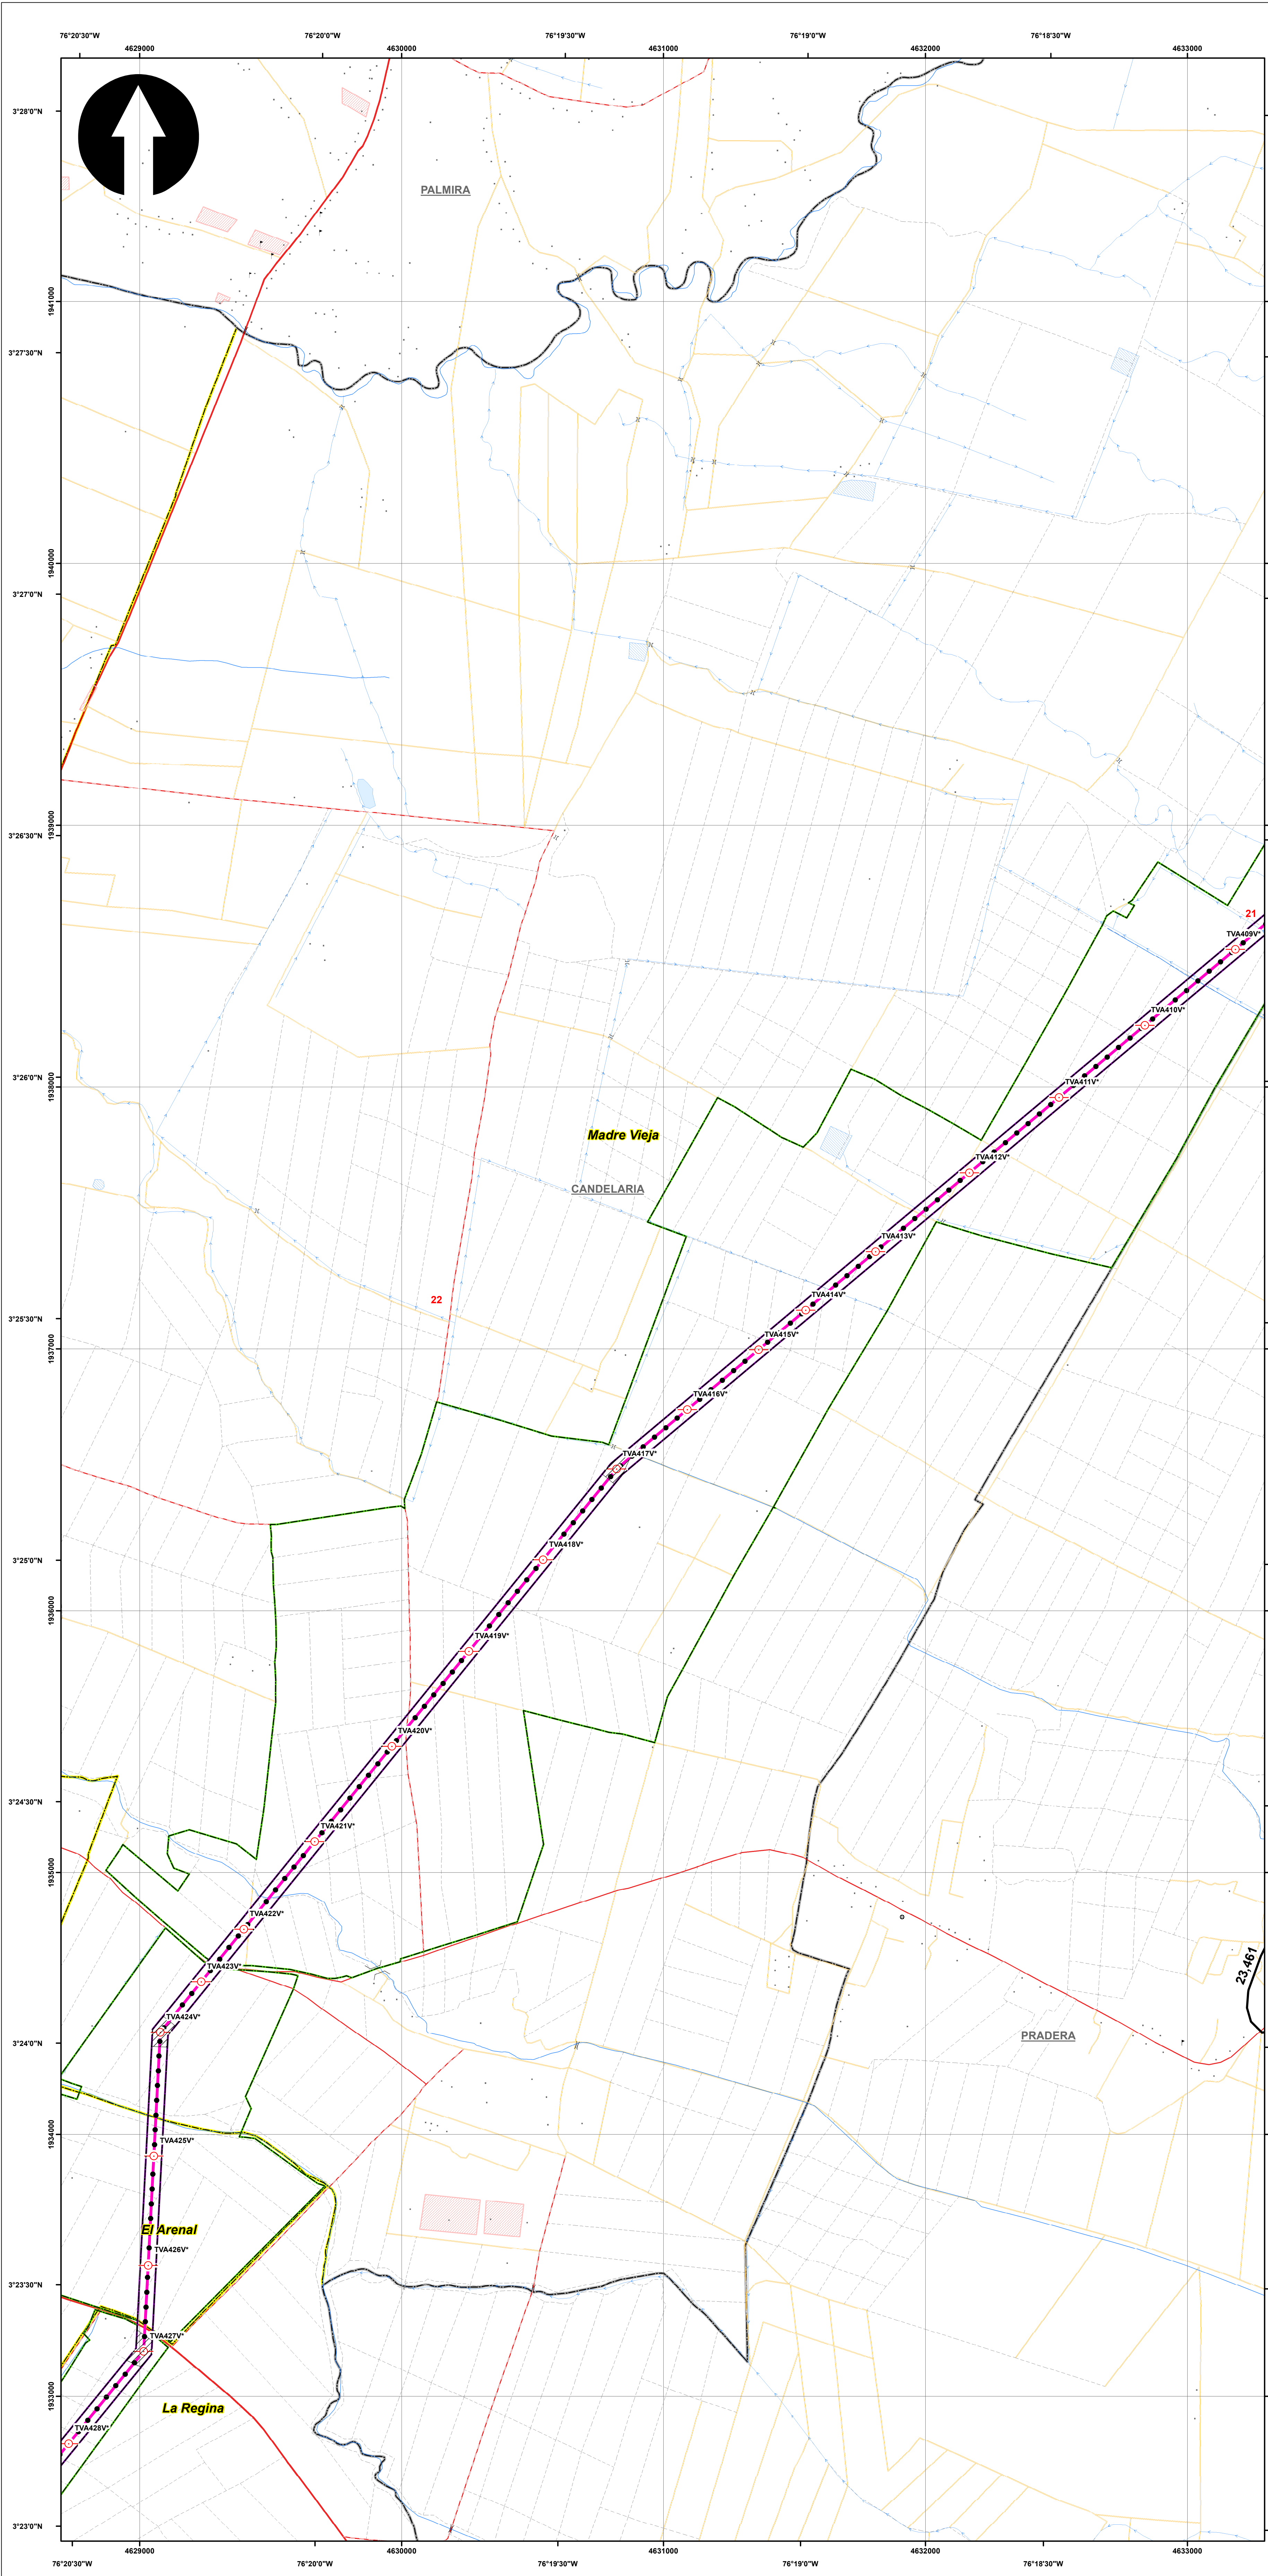 76°20'30"W 76°20'0"W 76°19'30"W 76°19'0"W 76°18'30"W
4629000 4630000 4631000 4632000 4633000
3°28'0"N
PALMIRA
1941000
3°27'30"N
1940000
3°27'0"N
1939000
3°26'30"N
21
TVA409V*
TVA410V*
3°26'0"N
1938000
TVA411V*
Madre Vieja
TVA412V*
CANDELARIA
TVA413V*
TVA414V*
22
3°25'30"N
TVA415V*
1937000
TVA416V*
TVA417V*
TVA418V*
3°25'0"N
1936000
TVA419V*
TVA420V*
3°24'30"N
TVA421V*
1935000
TVA422V*
23,461
TVA423V*
TVA424V*
PRADERA
3°24'0"N
1934000
TVA425V*
El Arenal
TVA426V*
3°23'30"N
TVA427V*
1933000
La Regina
TVA428V*
3°23'0"N
4629000 4630000 4631000 4632000 4633000
76°20'30"W 76°20'0"W 76°19'30"W 76°19'0"W 76°18'30"W